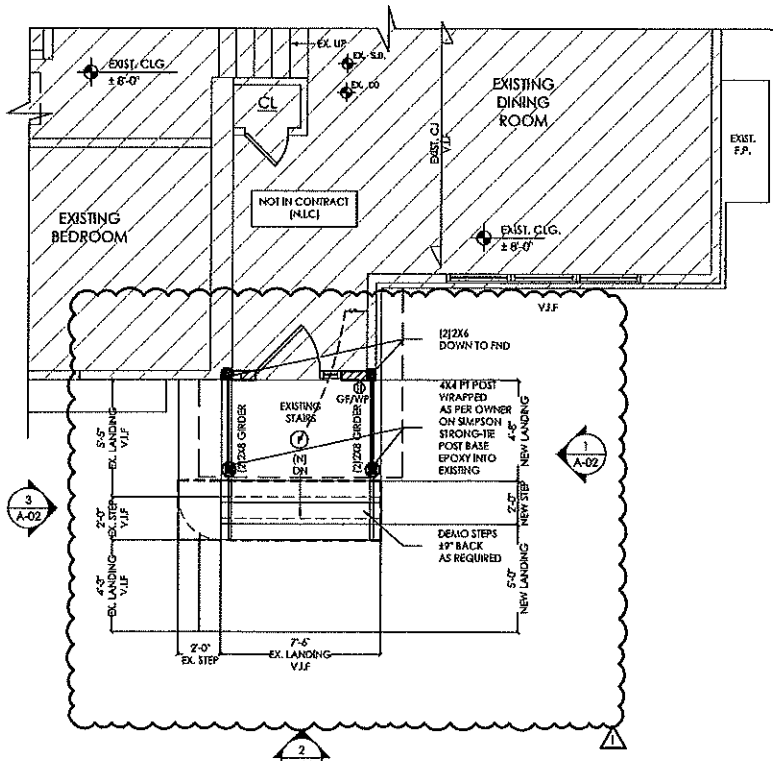 EX. UP
EX. S.D.
EXIST. CLG.
± 8'-0"
EX. CO
CL
EXISTING
DINING
ROOM
EXIST. CJ
V.I.F
EXIST.
F.P.
NOT IN CONTRACT
(N.I.C)
EXISTING
BEDROOM
EXIST. CLG.
± 8'-0"
V.I.F
(2)2X6
DOWN TO FND
GF/WP
4X4 PT POST
WRAPPED
AS PER OWNER
ON SIMPSON
STRONG-TIE
POST BASE
EPOXY INTO
EXISTING
EXISTING
STAIRS
F
(N)
DN
(2)2X8 GIRDER
(2)2X8 GIRDER
EX. LANDING
V.I.F
4'-8"
NEW LANDING
1
A-02
3
A-02
2'-0"
EX. STEP
V.I.F
2'-0"
NEW STEP
DEMO STEPS
±9" BACK
AS REQUIRED
EX. LANDING
V.I.F
5'-0"
NEW LANDING
2'-0"
EX. STEP
7'-6"
EX. LANDING
V.I.F
2
1